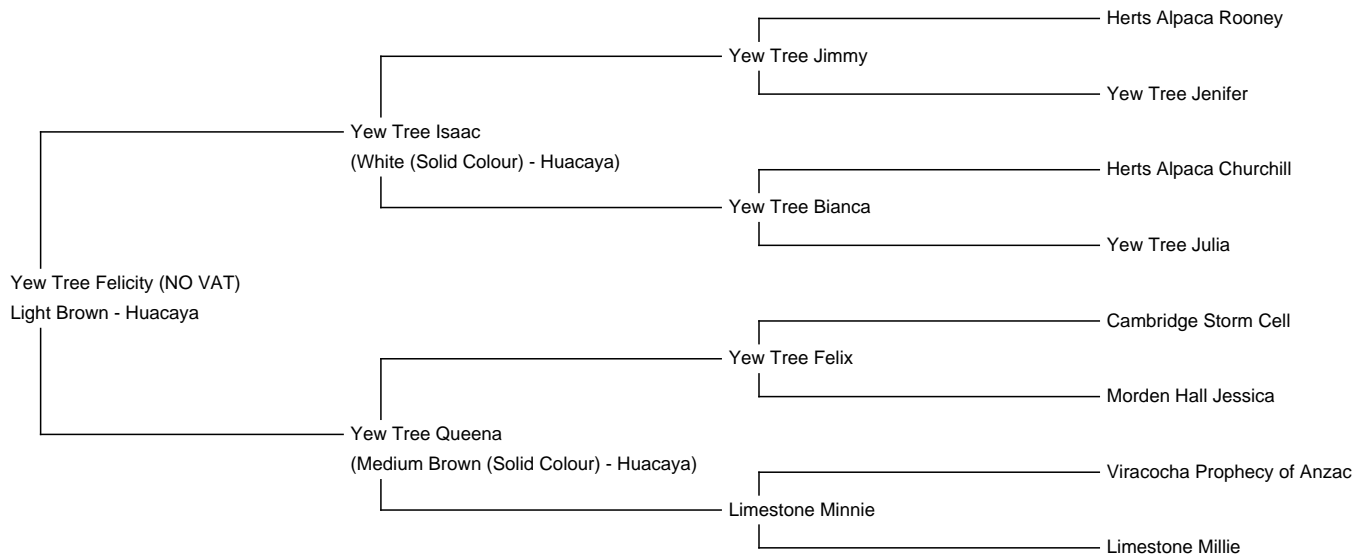 Herts Alpaca Rooney
Yew Tree Jimmy
Yew Tree Jenifer
Yew Tree Isaac
(White (Solid Colour) - Huacaya)
Herts Alpaca Churchill
Yew Tree Bianca
Yew Tree Julia
Yew Tree Felicity (NO VAT)
Light Brown - Huacaya
Cambridge Storm Cell
Yew Tree Felix
Morden Hall Jessica
Yew Tree Queena
(Medium Brown (Solid Colour) - Huacaya)
Viracocha Prophecy of Anzac
Limestone Minnie
Limestone Millie